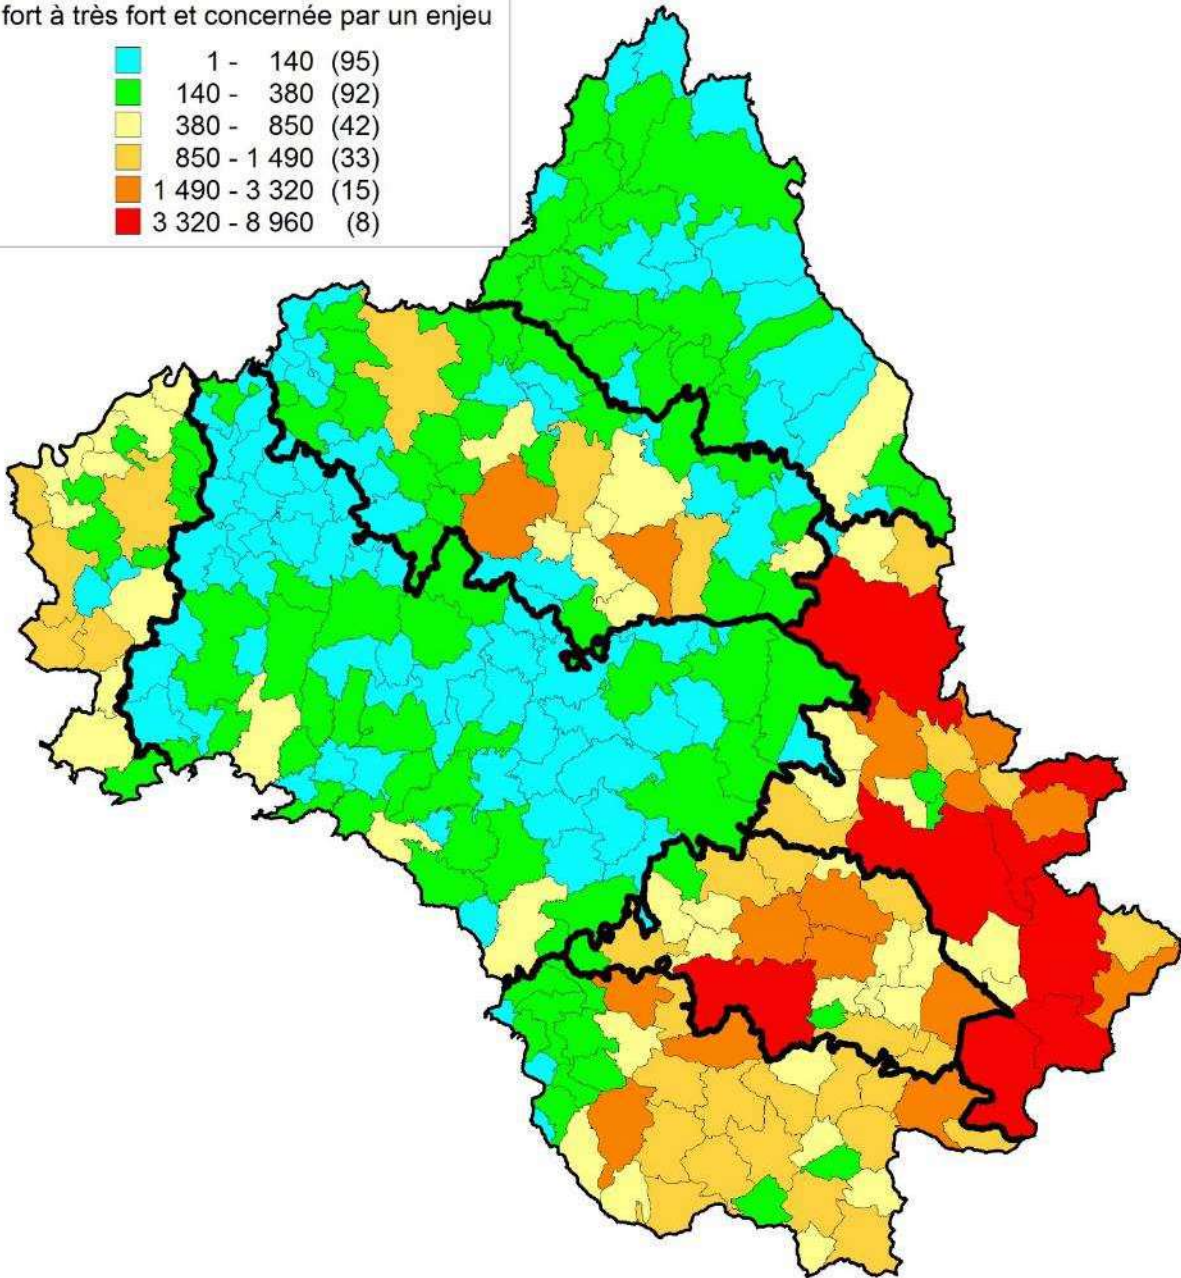 fort à très fort et concernée par un enjeu
1 - 140 (95)
140 - 380 (92)
380 - 850 (42)
850 - 1 490 (33)
1 490 - 3 320 (15)
3 320 - 8 960 (8)